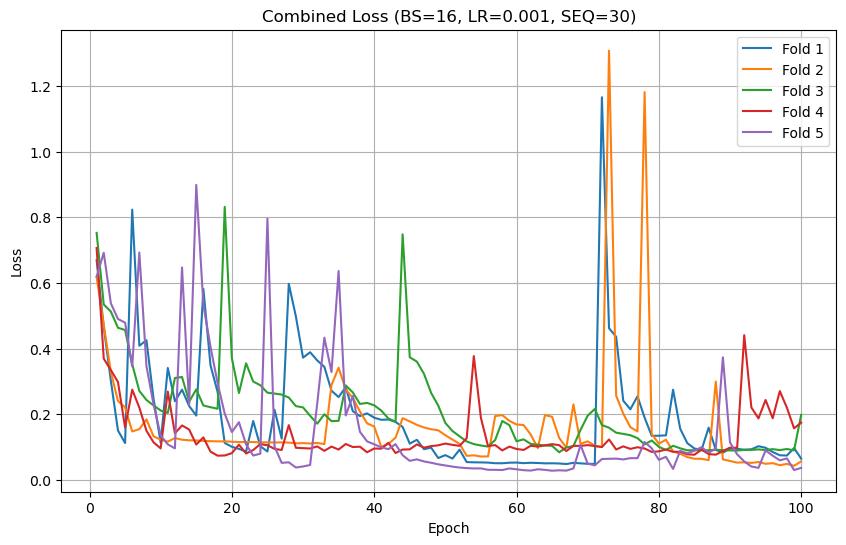 Combined Loss (BS=16, LR=0.001, SEQ=30)
Fold 1
Fold 2
Fold 3
Fold 4
Fold 5
Loss
1.2
1.0
0.8
0.6
0.4
0.2
0.0
0 20 40 60 80 100
Epoch